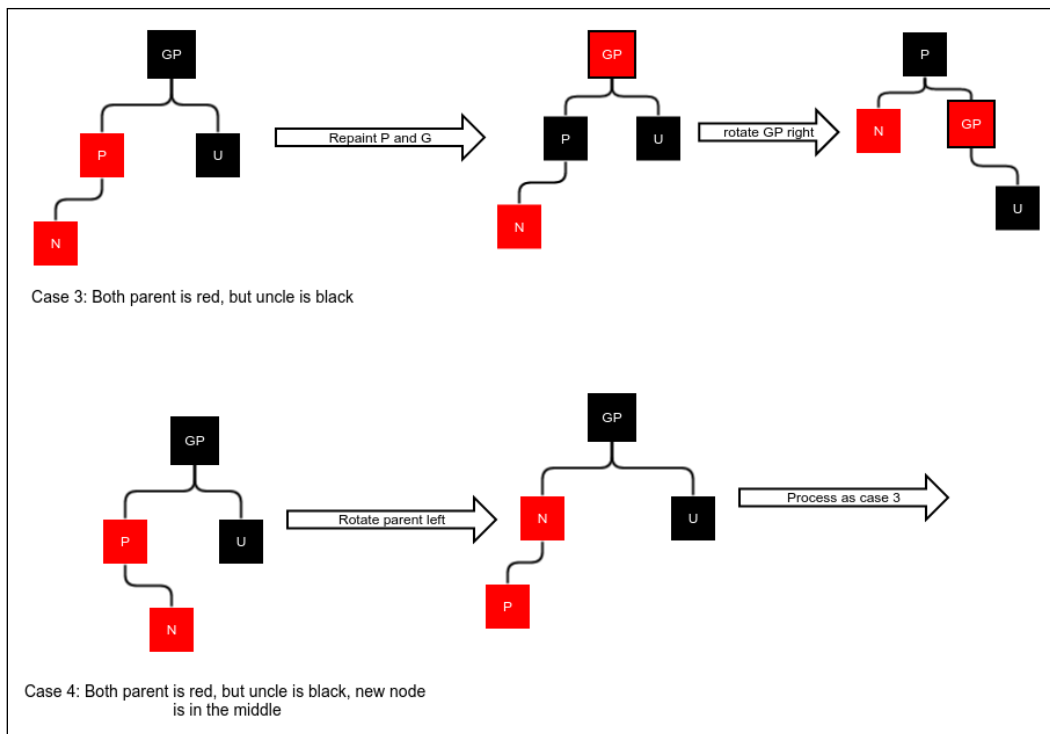 GP
P
U
N
Repaint P and G
GP
P
U
N
rotate GP right
P
N
GP
U
Case 3: Both parent is red, but uncle is black
GP
P
U
N
Rotate parent left
GP
N
U
P
Process as case 3
Case 4: Both parent is red, but uncle is black, new node
is in the middle